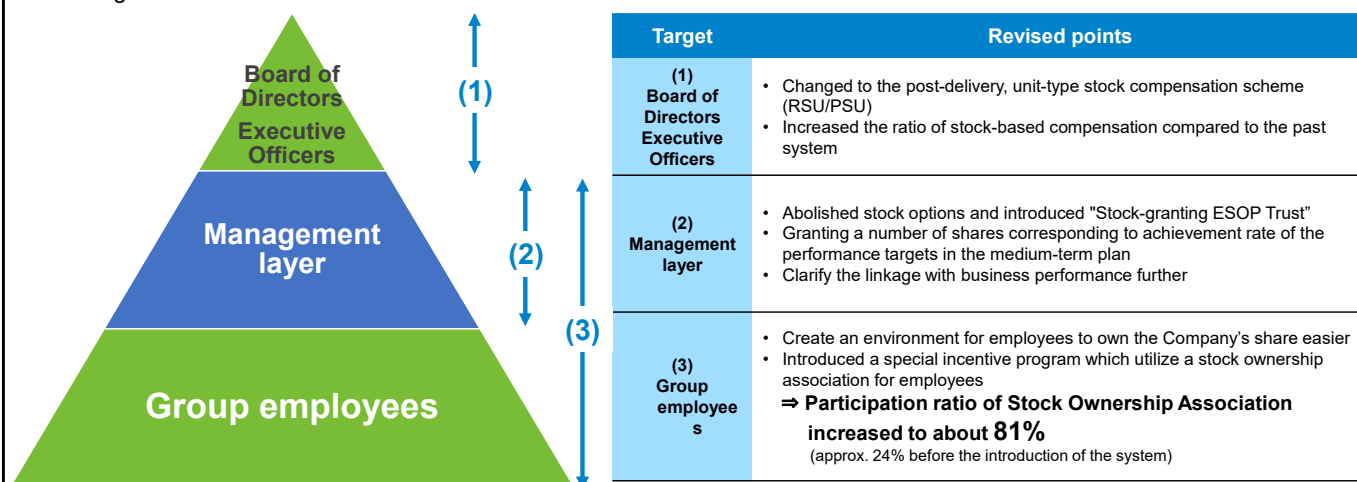 Board of
Directors
Executive
Officers
Management
layer
Group employees
(1)
(2)
(3)
Target
Revised points
(1)
Board of
Directors
Executive
Officers
• Changed to the post-delivery, unit-type stock compensation scheme
(RSU/PSU)
• Increased the ratio of stock-based compensation compared to the past
system
(2)
Management
layer
• Abolished stock options and introduced "Stock-granting ESOP Trust”
• Granting a number of shares corresponding to achievement rate of the
performance targets in the medium-term plan
• Clarify the linkage with business performance further
(3)
Group
employee
s
• Create an environment for employees to own the Company’s share easier
• Introduced a special incentive program which utilize a stock ownership
association for employees
⇒ Participation ratio of Stock Ownership Association
increased to about 81%
(approx. 24% before the introduction of the system)